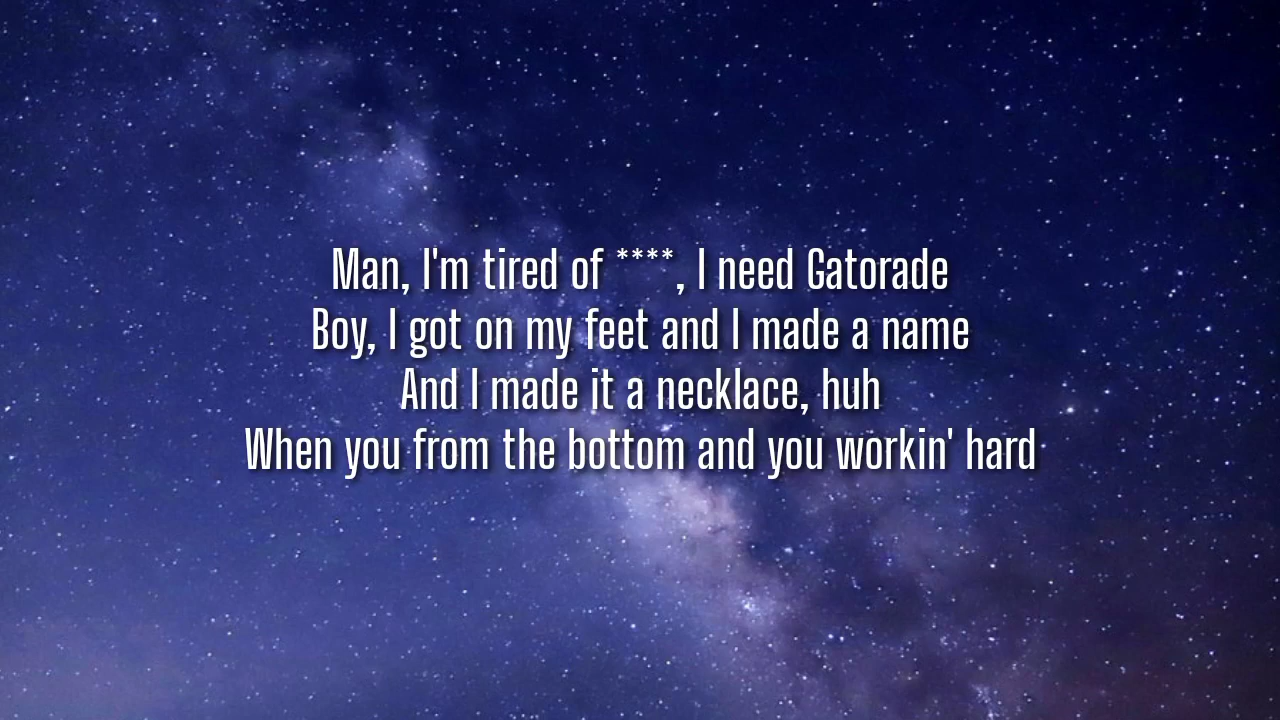 Man, I'm tired of ****, I need Gatorade
Boy, I got on my feet and I made a name
And I made it a necklace, huh
When you from the bottom and you workin' hard